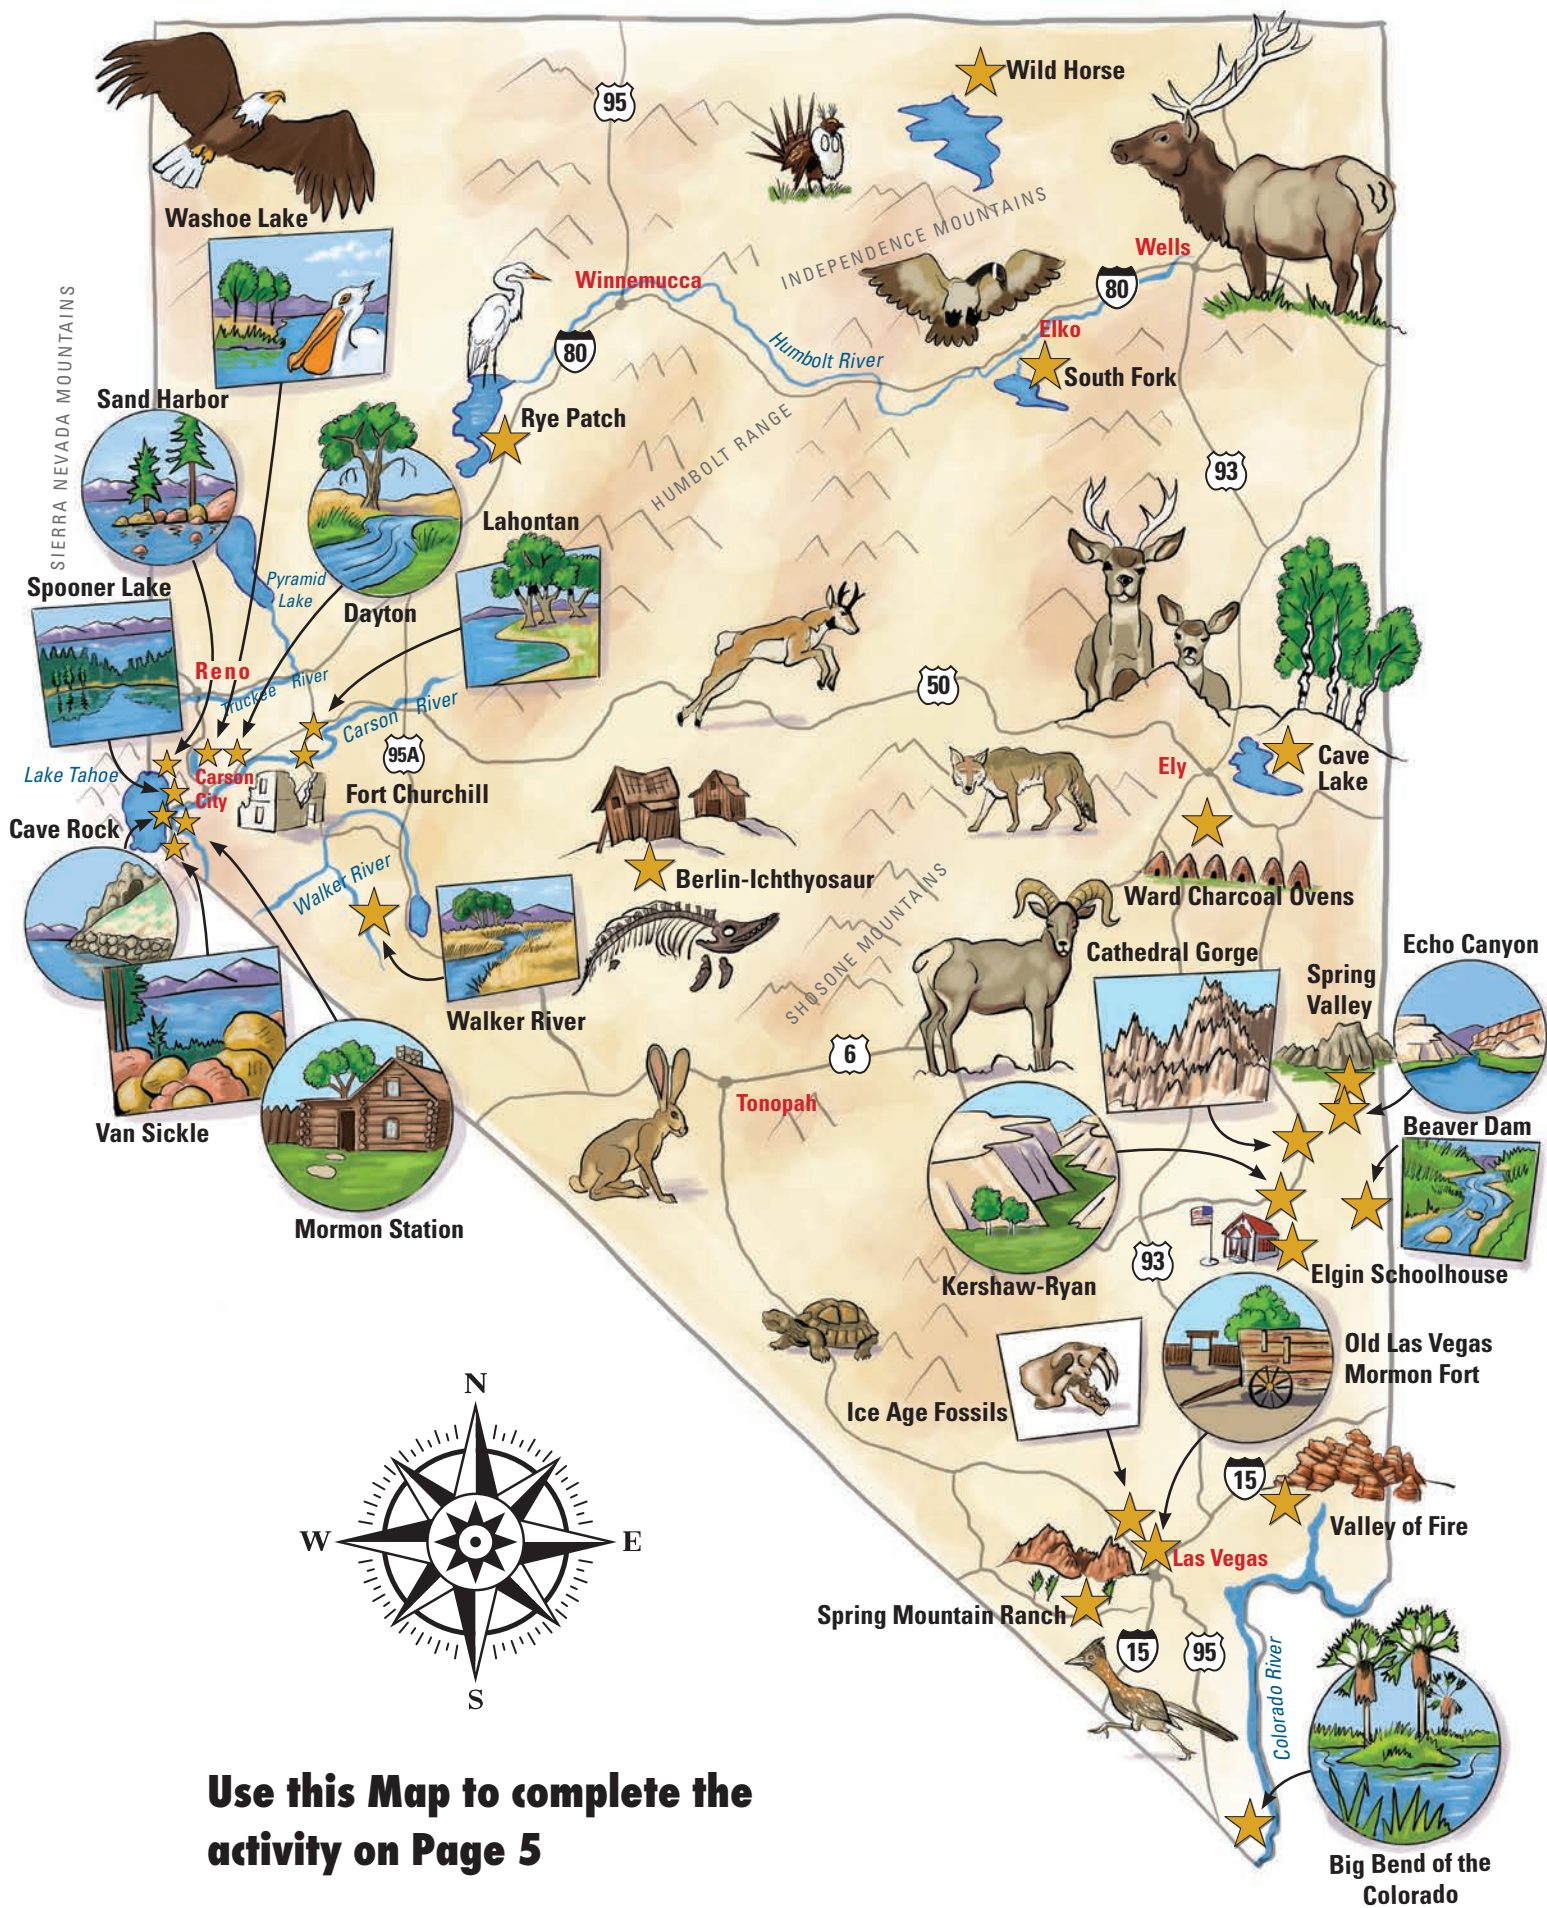 95
Wild Horse
Washoe Lake
INDEPENDENCE MOUNTAINS
Wells
80
Winnemucca
SIERRA NEVADA MOUNTAINS
80
Humbolt River
Elko
South Fork
Sand Harbor
Rye Patch
HUMBOLT RANGE
93
Lahontan
Pyramid
Lake
Spooner Lake
Dayton
Reno
Truckee River
50
Carson River
95A
Lake Tahoe
Carson
City
Fort Churchill
Ely
Cave
Lake
Cave Rock
Walker River
Berlin-Ichthyosaur
Ward Charcoal Ovens
SHOSONE MOUNTAINS
Cathedral Gorge
Echo Canyon
Spring
Valley
Walker River
6
Tonopah
Van Sickle
Beaver Dam
Mormon Station
93
Kershaw-Ryan
Elgin Schoolhouse
Old Las Vegas
Mormon Fort
Ice Age Fossils
N
W
E
S
15
Valley of Fire
Las Vegas
Spring Mountain Ranch
15
95
Colorado River
Use this Map to complete the
activity on Page 5
Big Bend of the
Colorado